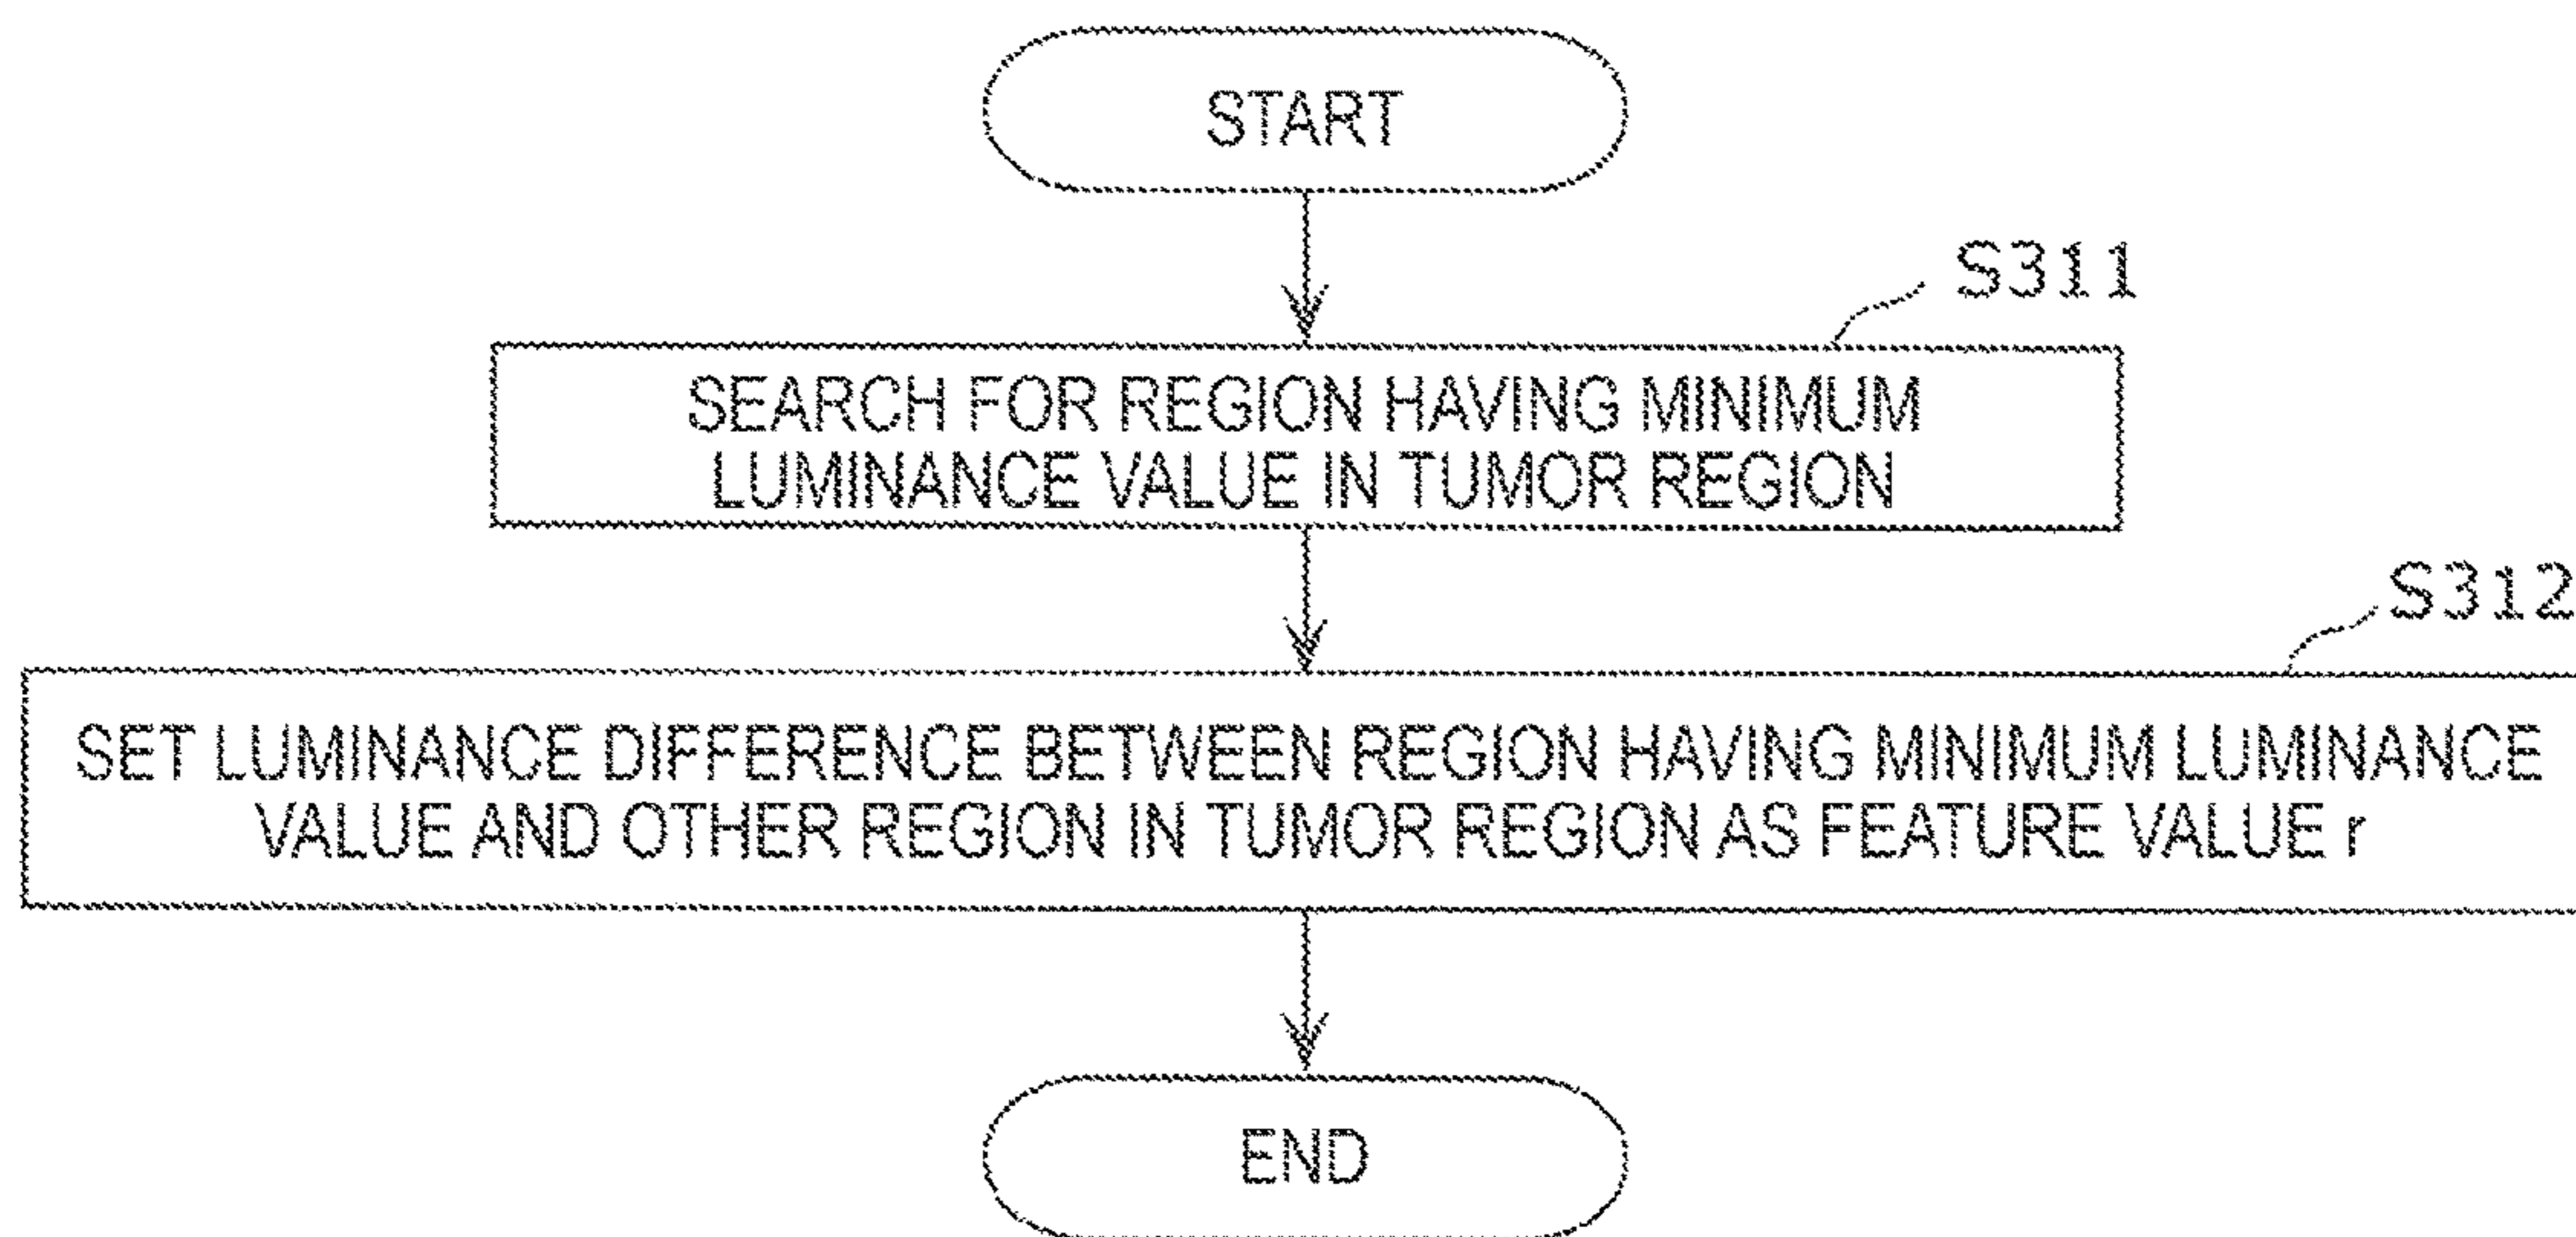 START
S311
SEARCH FOR REGION HAVING MINIMUM
LUMINANCE VALUE IN TUMOR REGION
S312
SET LUMINANCE DIFFERENCE BETWEEN REGION HAVING MINIMUM LUMINANCE
VALUE AND OTHER REGION IN TUMOR REGION AS FEATURE VALUE r
END